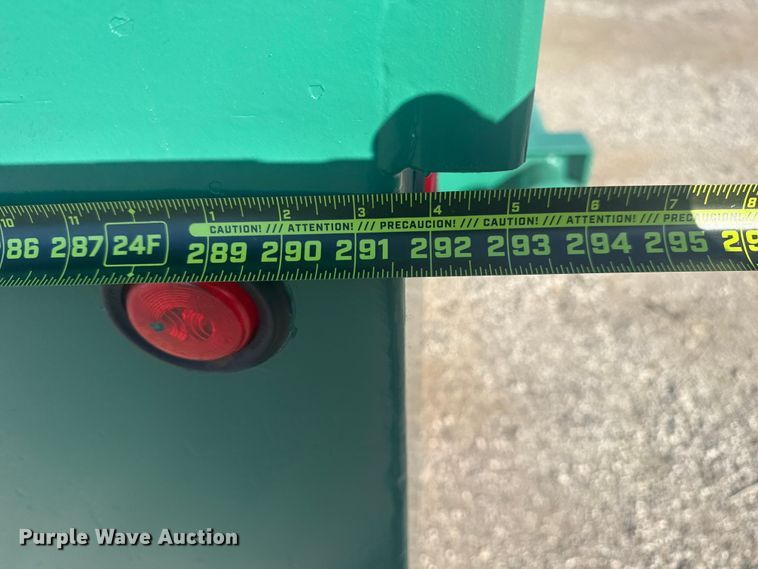 10 11 1 2 3 4 5 6 7 8
CAUTION! /// ATTENTION! /// PRECAUCION! /// CAUTION! /// ATTENTION! /// PRECAUCION!
86 287 24F 289 290 291 292 293 294 295 29
Purple Wave Auction